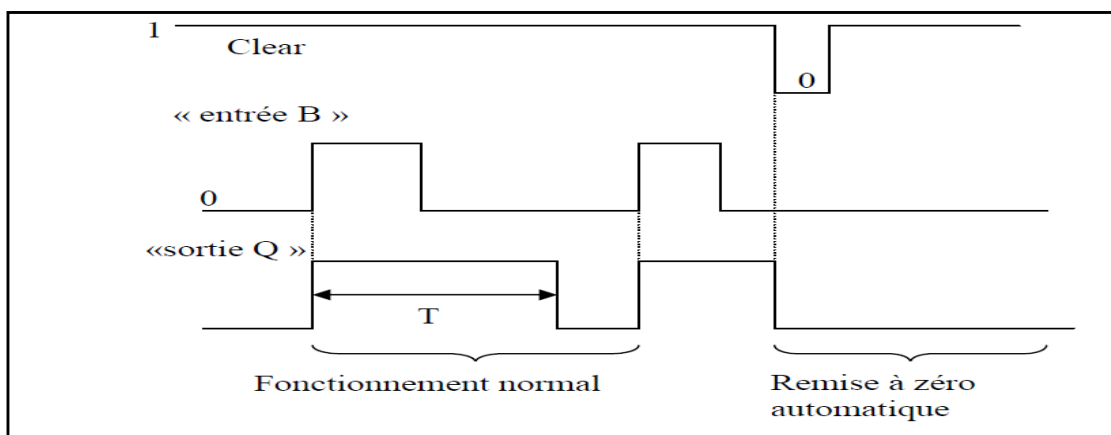 1
Clear
0
« entrée B »
0
«sortie Q »
T
Fonctionnement normal
Remise à zéro
automatique